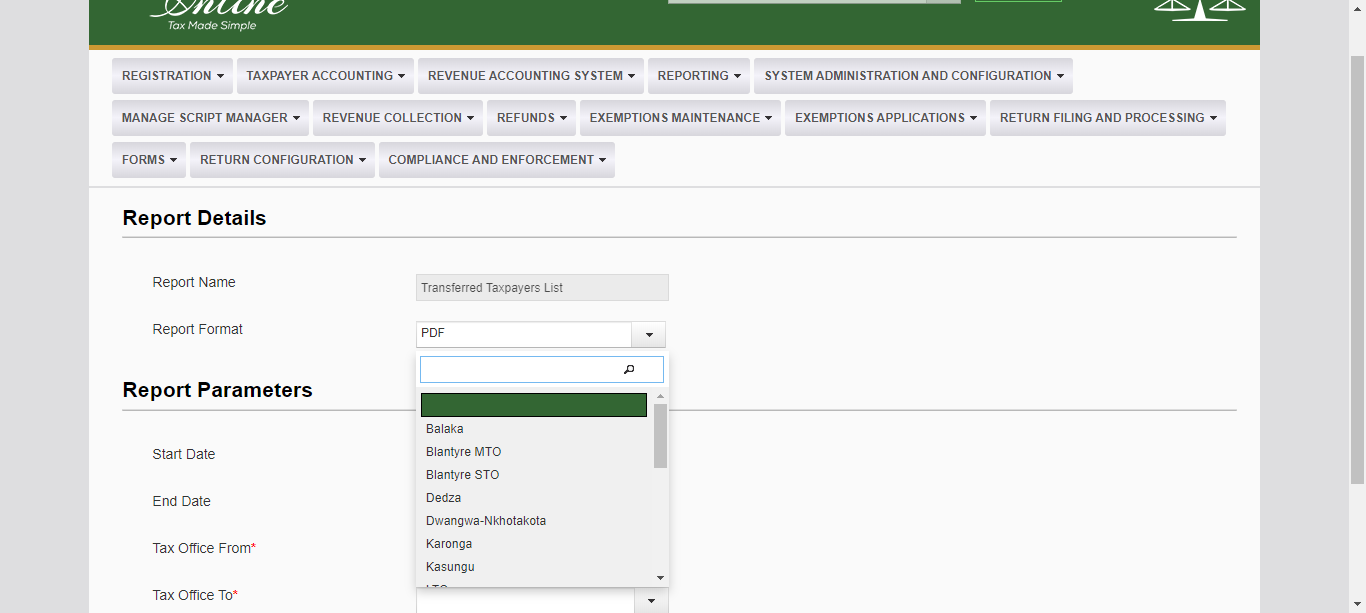 Online
Tax Made Simple
REGISTRATION TAXPAYER ACCOUNTING REVENUE ACCOUNTING SYSTEM REPORTING SYSTEM ADMINISTRATION AND CONFIGURATION
MANAGE SCRIPT MANAGER REVENUE COLLECTION REFUNDS EXEMPTIONS MAINTENANCE EXEMPTIONS APPLICATIONS RETURN FILING AND PROCESSING
FORMS RETURN CONFIGURATION COMPLIANCE AND ENFORCEMENT
Report Details
Report Name Transferred Taxpayers List
Report Format PDF
Report Parameters
Balaka
Blantyre MTO
Start Date
Blantyre STO
Dedza
End Date
Dwangwa-Nkhotakota
Karonga
Tax Office From*
Kasungu
Tax Office To*